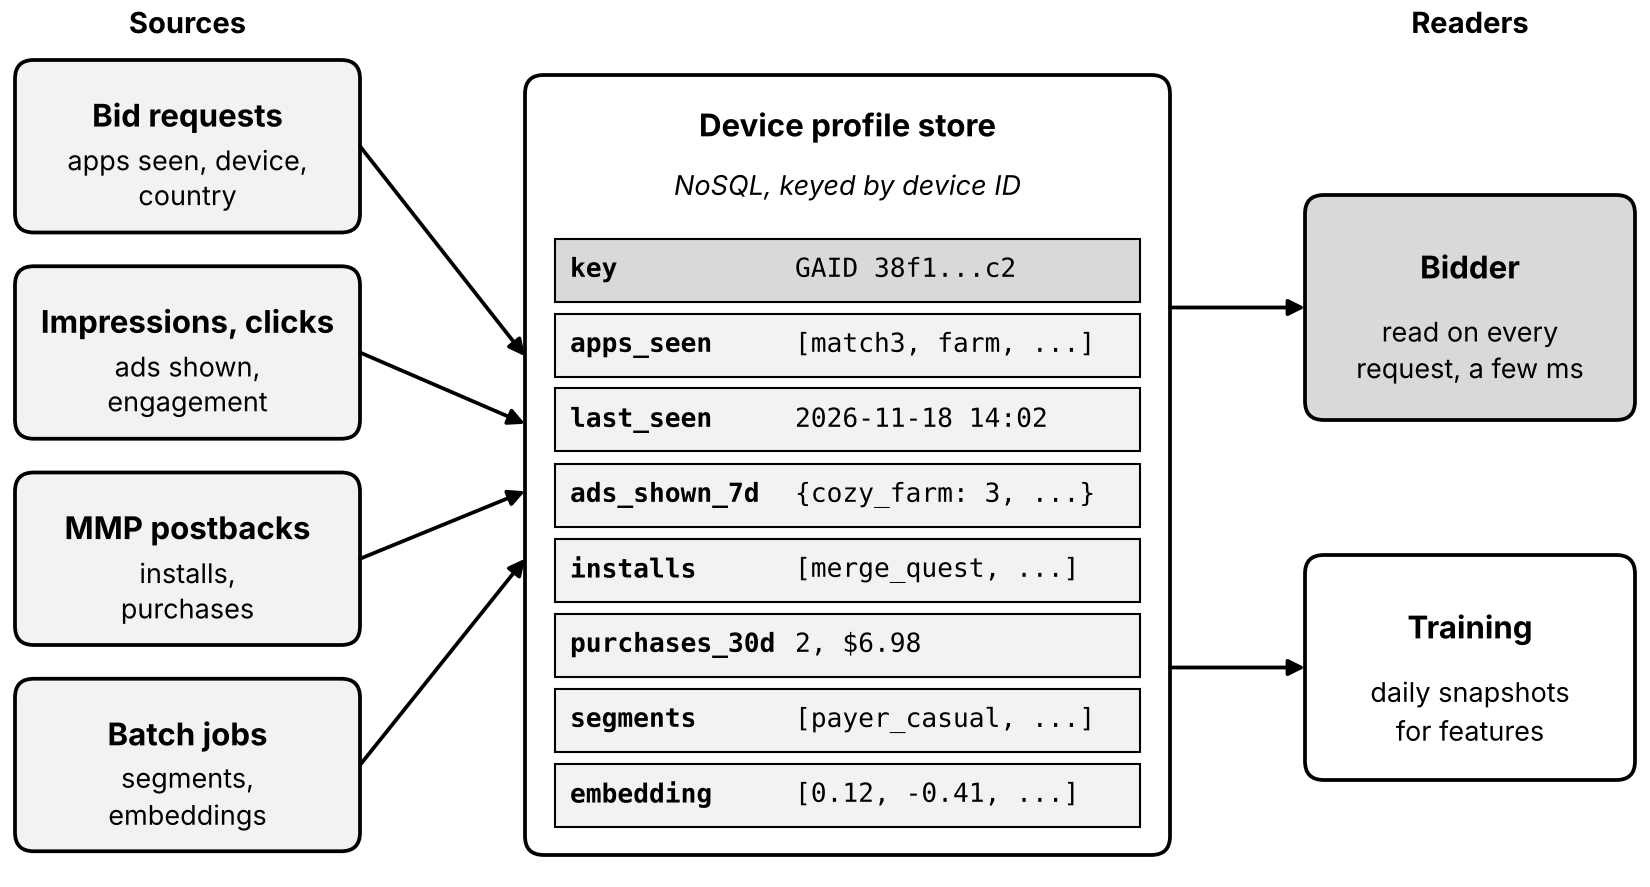 Sources
Readers
Bid requests
apps seen, device,
country
Impressions, clicks
ads shown,
engagement
MMP postbacks
installs,
purchases
Batch jobs
segments,
embeddings
Device profile store
NoSQL, keyed by device ID
key GAID 38f1...c2
apps_seen [match3, farm, ...]
last_seen 2026-11-18 14:02
ads_shown_7d {cozy_farm: 3, ...}
installs [merge_quest, ...]
purchases_30d 2, $6.98
segments [payer_casual, ...]
embedding [0.12, -0.41, ...]
Bidder
read on every
request, a few ms
Training
daily snapshots
for features